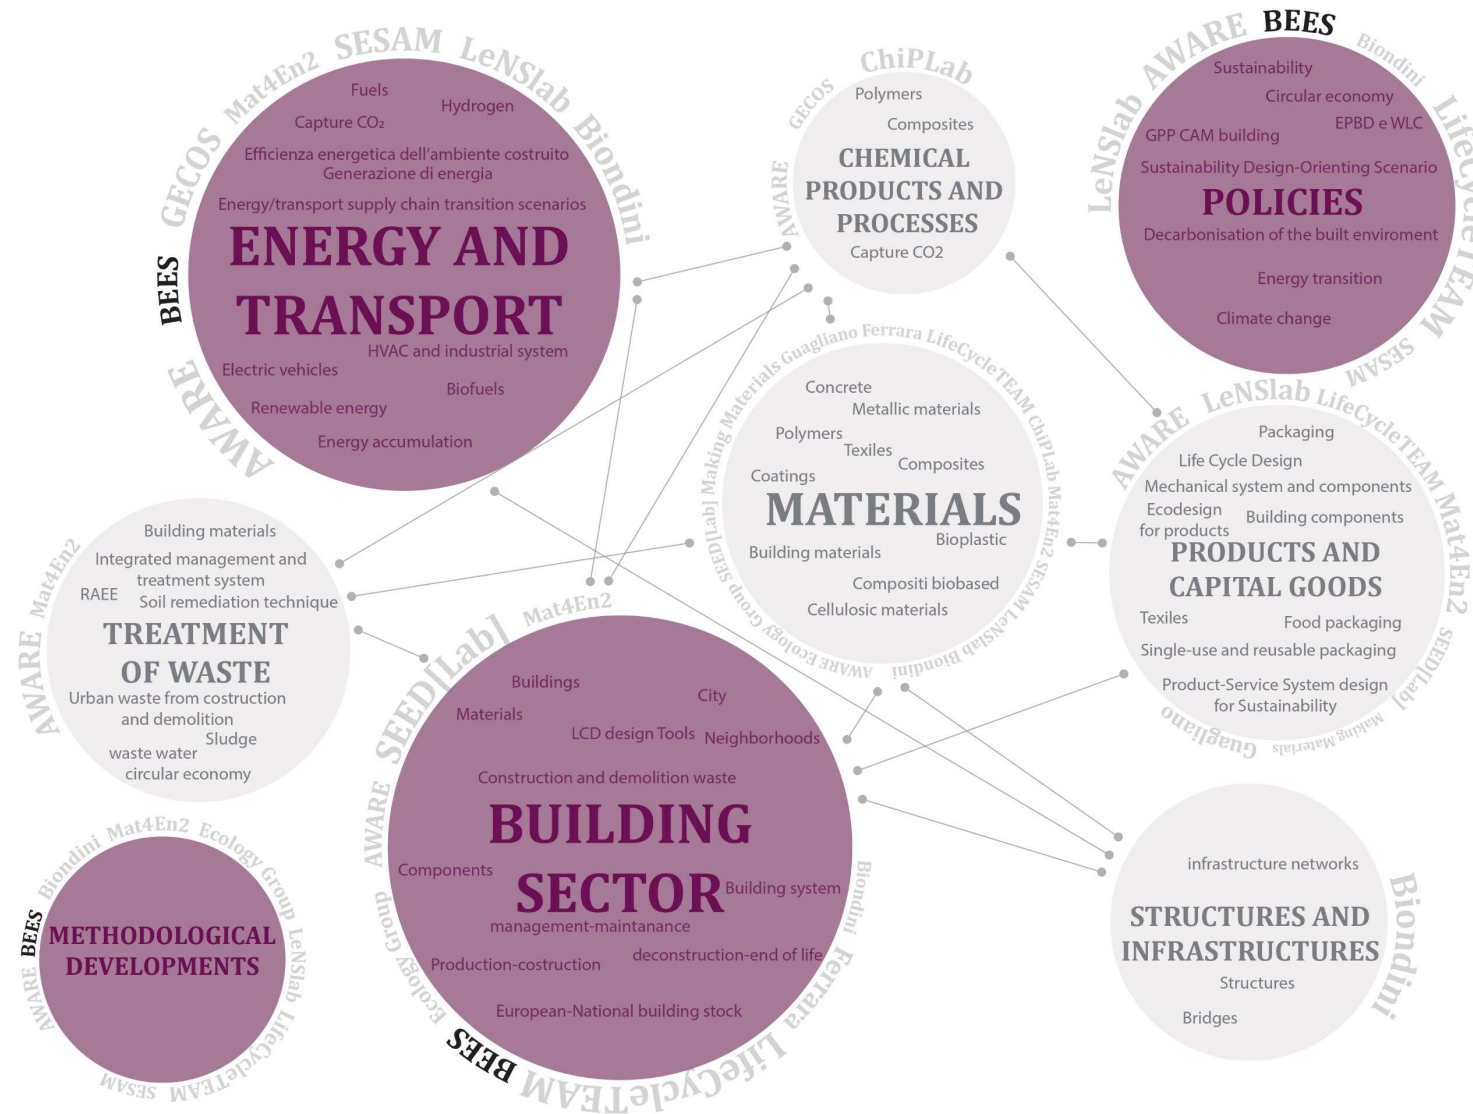 GECOS Mat4En2 SESAM LeNSlab Biondini
BEES
AWARE
Fuels
Hydrogen
Capture CO₂
Efficienza energetica dell'ambiente costruito
Generazione di energia
Energy/transport supply chain transition scenarios
ENERGY AND
TRANSPORT
HVAC and industrial system
Electric vehicles
Biofuels
Renewable energy
Energy accumulation
AWARE GECOS ChiPLab
Polymers
Composites
CHEMICAL
PRODUCTS AND
PROCESSES
Capture CO2
LeNSlab AWARE BEES Biondini LifeCycleTEAM SESAM
Sustainability
Circular economy
EPBD e WLC
GPP CAM building
Sustainability Design-Orienting Scenario
POLICIES
Decarbonisation of the built enviroment
Energy transition
Climate change
SEED[Lab] Making Materials Guagliano Ferrara LifeCycleTEAM ChiPLab Mat4En2 SESAM LeNSlab Biondini AWARE Ecology Group
Concrete
Metallic materials
Polymers
Texiles
Composites
Coatings
MATERIALS
Bioplastic
Building materials
Compositi biobased
Cellulosic materials
AWARE LeNSlab LifeCycleTEAM Mat4En2 SEED[Lab] Making Materials Guagliano
Packaging
Life Cycle Design
Mechanical system and components
Ecodesign
for products
Building components
PRODUCTS AND
CAPITAL GOODS
Texiles
Food packaging
Single-use and reusable packaging
Product-Service System design
for Sustainability
AWARE Mat4En2
Building materials
Integrated management and
treatment system
RAEE
Soil remediation technique
TREATMENT
OF WASTE
Urban waste from costruction
and demolition
Sludge
waste water
circular economy
Ecology Group AWARE SEED[Lab] Mat4En2
Biondini Ferrara LifeCycleTEAM BEES
Buildings
City
Materials
LCD design Tools
Neighborhoods
Construction and demolition waste
BUILDING
SECTOR
Components
Building system
management-maintanance
deconstruction-end of life
Production-costruction
European-National building stock
Biondini
infrastructure networks
STRUCTURES AND
INFRASTRUCTURES
Structures
Bridges
AWARE BEES Biondini Mat4En2 Ecology Group LeNSlab LifeCycleTEAM SESAM
METHODOLOGICAL
DEVELOPMENTS